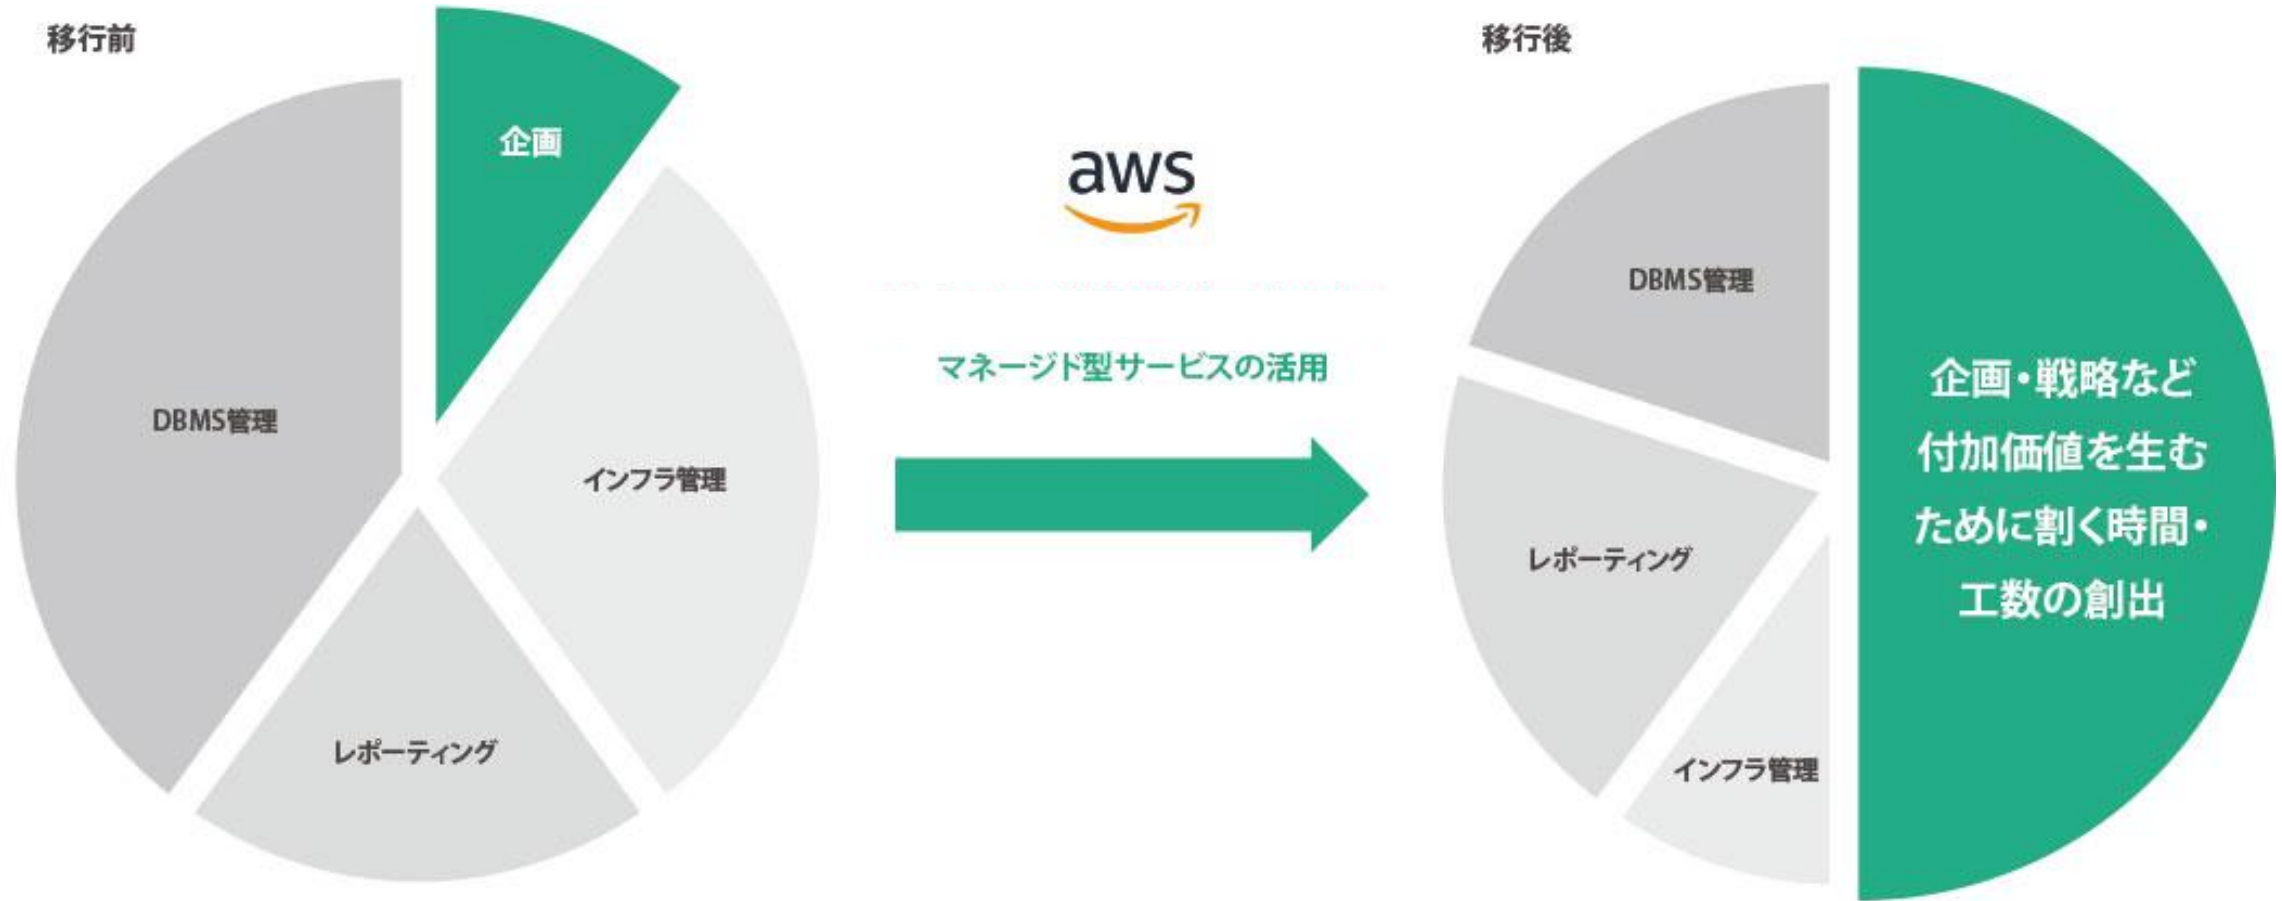 移行前
企画
DBMS管理
インフラ管理
レポーティング
aws
マネージド型サービスの活用
移行後
DBMS管理
レポーティング
インフラ管理
企画・戦略など
付加価値を生む
ために割く時間・
工数の創出